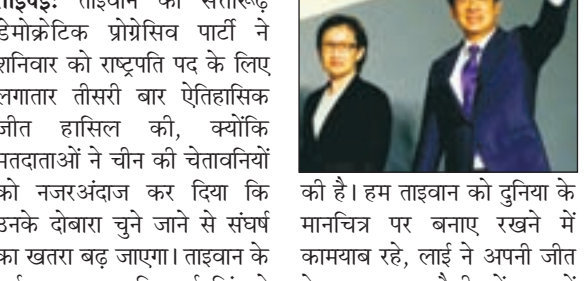 ताइपेइ: ताइवान की सत्तारूढ़
डेमोक्रेटिक प्रोग्रेसिव पार्टी ने
शनिवार को राष्ट्रपति पद के लिए
लगातार तीसरी बार ऐतिहासिक
जीत हासिल की, क्योंकि
मतदाताओं ने चीन की चेतावनियों
को नजरअंदाज कर दिया कि
उनके दोबारा चुने जाने से संघर्ष
का खतरा बढ़ जाएगा। ताइवान के
की है। हम ताइवान को दुनिया के
मानचित्र पर बनाए रखने में
कामयाब रहे, लाई ने अपनी जीत